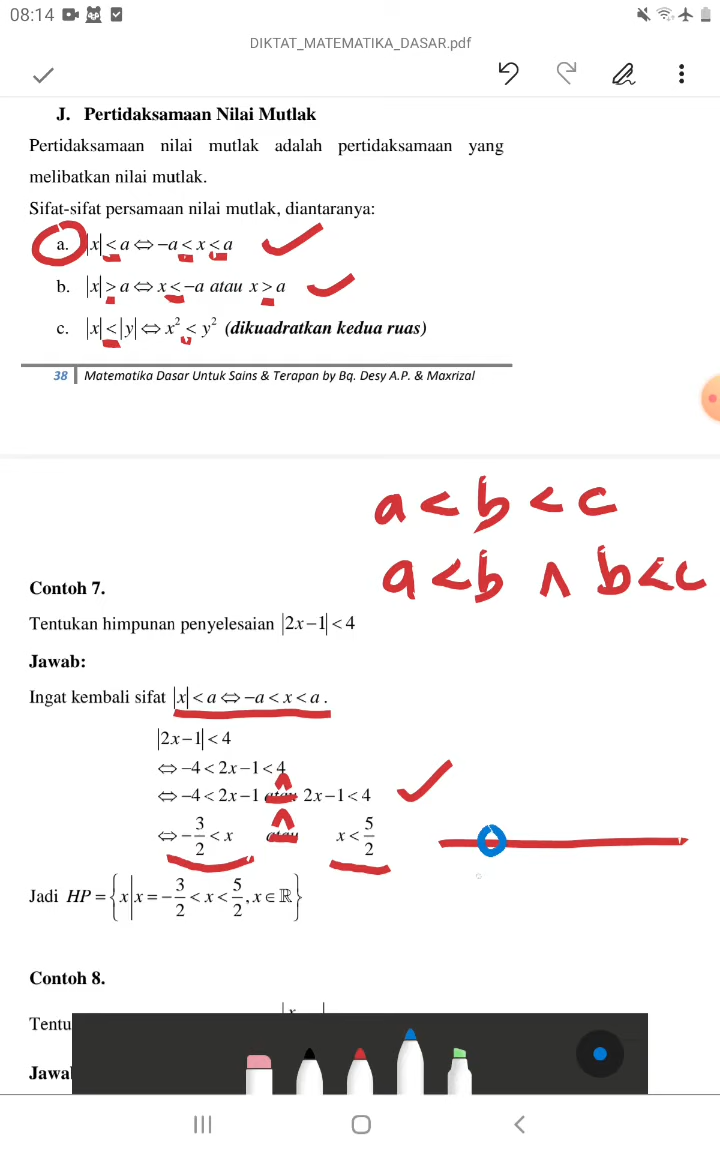 08:14
DIKTAT_MATEMATIKA_DASAR.pdf
J. Pertidaksamaan Nilai Mutlak
Pertidaksamaan nilai mutlak adalah pertidaksamaan yang
melibatkan nilai mutlak.
Sifat-sifat persamaan nilai mutlak, diantaranya:
a. |x| < a ⇔ −a < x < a
b. |x| > a ⇔ x < −a atau x > a
c. |x| < |y| ⇔ x² < y² (dikuadratkan kedua ruas)
38 | Matematika Dasar Untuk Sains & Terapan by Bq. Desy A.P. & Maxrizal
a < b < c
a < b ∧ b < c
Contoh 7.
Tentukan himpunan penyelesaian |2x−1| < 4
Jawab:
Ingat kembali sifat |x| < a ⇔ −a < x < a.
|2x−1| < 4
⇔ −4 < 2x−1 < 4
⇔ −4 < 2x−1 atau ∧ 2x−1 < 4
⇔ −3/2 < x atau ∧ x < 5/2
Jadi HP = {x | x = −3/2 < x < 5/2, x ∈ ℝ}
Contoh 8.
Tentu
Jawa